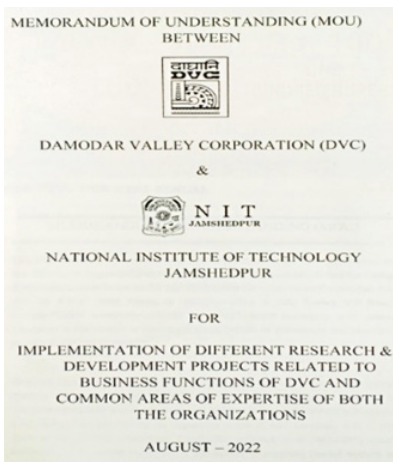 MEMORANDUM OF UNDERSTANDING (MOU)
BETWEEN
DVC
DAMODAR VALLEY CORPORATION (DVC)
&
N I T
JAMSHEDPUR
NATIONAL INSTITUTE OF TECHNOLOGY
JAMSHEDPUR
FOR
IMPLEMENTATION OF DIFFERENT RESEARCH &
DEVELOPMENT PROJECTS RELATED TO
BUSINESS FUNCTIONS OF DVC AND
COMMON AREAS OF EXPERTISE OF BOTH
THE ORGANIZATIONS
AUGUST – 2022